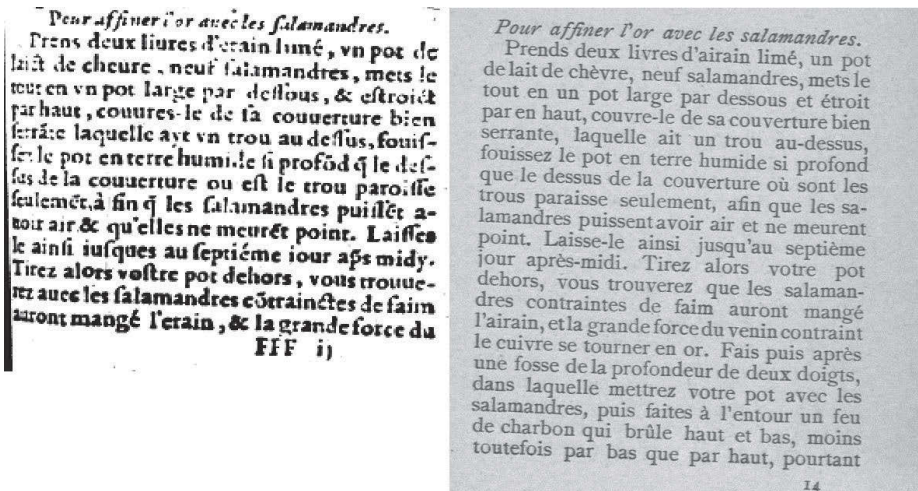 Pour affiner l'or auec les ſalamandres.
Prens deux liures d'erain limé, vn pot de
laict de cheure, neuf ſalamandres, mets le
tout en vn pot large par deſſous, & eſtroict
par haut, couures-le de ſa couuerture bien
ſerrãte laquelle ayt vn trou au deſſus, fouiſ-
ſez le pot en terre humide ſi profõd q̃ le deſ-
ſus de la couuerture ou eſt le trou paroiſſe
ſeulemẽt, à fin q̃ les ſalamandres puiſſẽt a-
uoir air & qu'elles ne meurẽt point. Laiſſes
le ainſi iuſques au ſeptiéme iour ap̃s midy.
Tirez alors voſtre pot dehors, vous trouue-
rez auec les ſalamandres cõtrainctes de faim
auront mangé l'erain, & la grande force du
FFF ij
Pour affiner l'or avec les salamandres.
Prends deux livres d'airain limé, un pot
de lait de chèvre, neuf salamandres, mets le
tout en un pot large par dessous et étroit
par en haut, couvre-le de sa couverture bien
serrante, laquelle ait un trou au-dessus,
fouissez le pot en terre humide si profond
que le dessus de la couverture où sont les
trous paraisse seulement, afin que les sa-
lamandres puissent avoir air et ne meurent
point. Laisse-le ainsi jusqu'au septième
jour après-midi. Tirez alors votre pot
dehors, vous trouverez que les salaman-
dres contraintes de faim auront mangé
l'airain, et la grande force du venin contraint
le cuivre se tourner en or. Fais puis après
une fosse de la profondeur de deux doigts,
dans laquelle mettrez votre pot avec les
salamandres, puis faites à l'entour un feu
de charbon qui brûle haut et bas, moins
toutefois par bas que par haut, pourtant
14